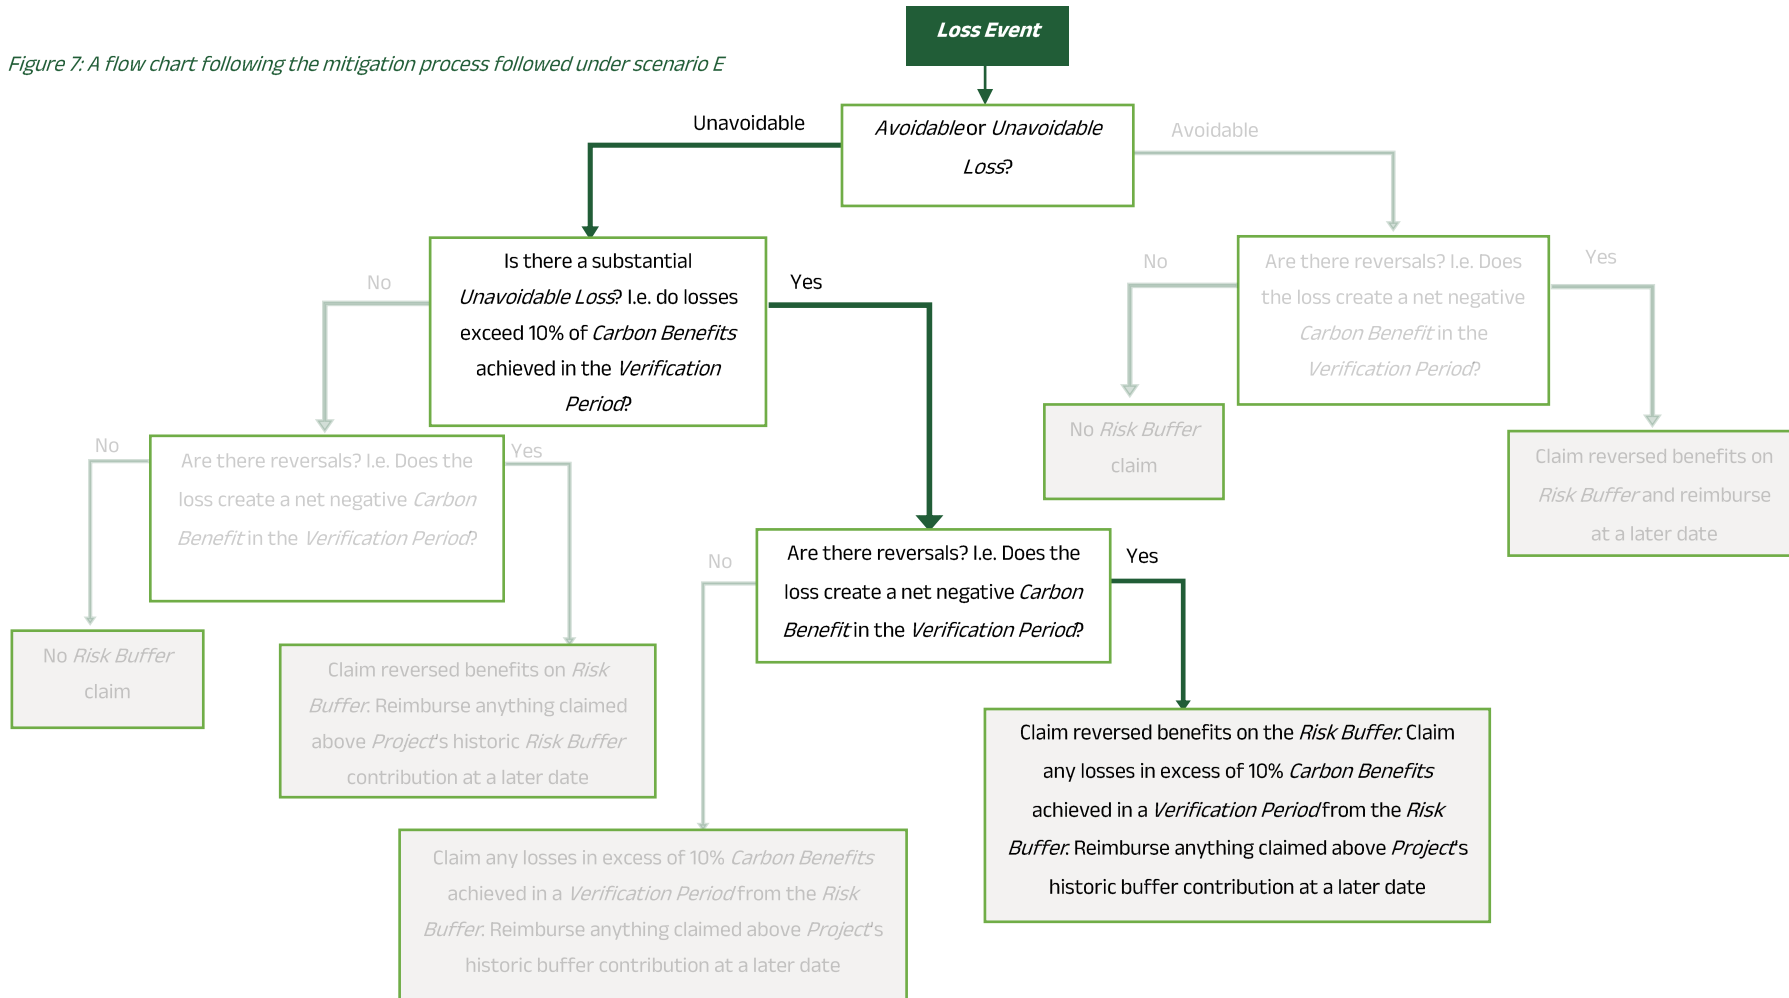 Loss Event
Figure 7: A flow chart following the mitigation process followed under scenario E
Unavoidable
Avoidable or Unavoidable
Loss?
Avoidable
Is there a substantial
Unavoidable Loss? I.e. do losses
exceed 10% of Carbon Benefits
achieved in the Verification
Period?
No
Yes
Are there reversals? I.e. Does
the loss create a net negative
Carbon Benefit in the
Verification Period?
No
Yes
No Risk Buffer
claim
Claim reversed benefits on
Risk Buffer and reimburse
at a later date
No
Yes
Are there reversals? I.e. Does the
loss create a net negative Carbon
Benefit in the Verification Period?
No Risk Buffer
claim
Claim reversed benefits on Risk
Buffer. Reimburse anything claimed
above Project's historic Risk Buffer
contribution at a later date
No
Are there reversals? I.e. Does the
loss create a net negative Carbon
Benefit in the Verification Period?
Yes
Claim reversed benefits on the Risk Buffer. Claim
any losses in excess of 10% Carbon Benefits
achieved in a Verification Period from the Risk
Buffer. Reimburse anything claimed above Project's
historic buffer contribution at a later date
Claim any losses in excess of 10% Carbon Benefits
achieved in a Verification Period from the Risk
Buffer. Reimburse anything claimed above Project's
historic buffer contribution at a later date